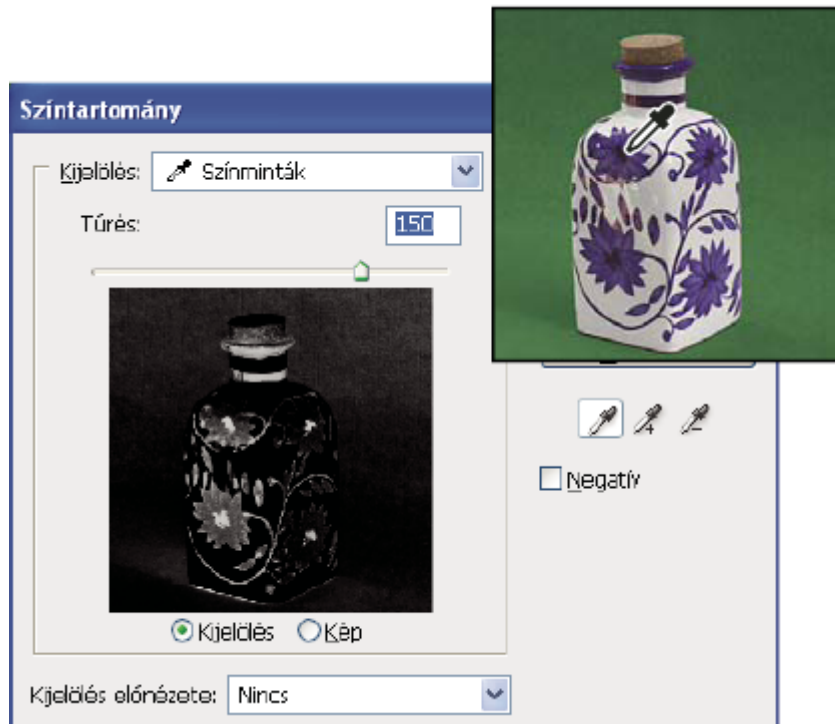 Színtartomány
Kijelölés: Színminták
Tűrés: 150
Negatív
Kijelölés Kép
Kijelölés előnézete: Nincs